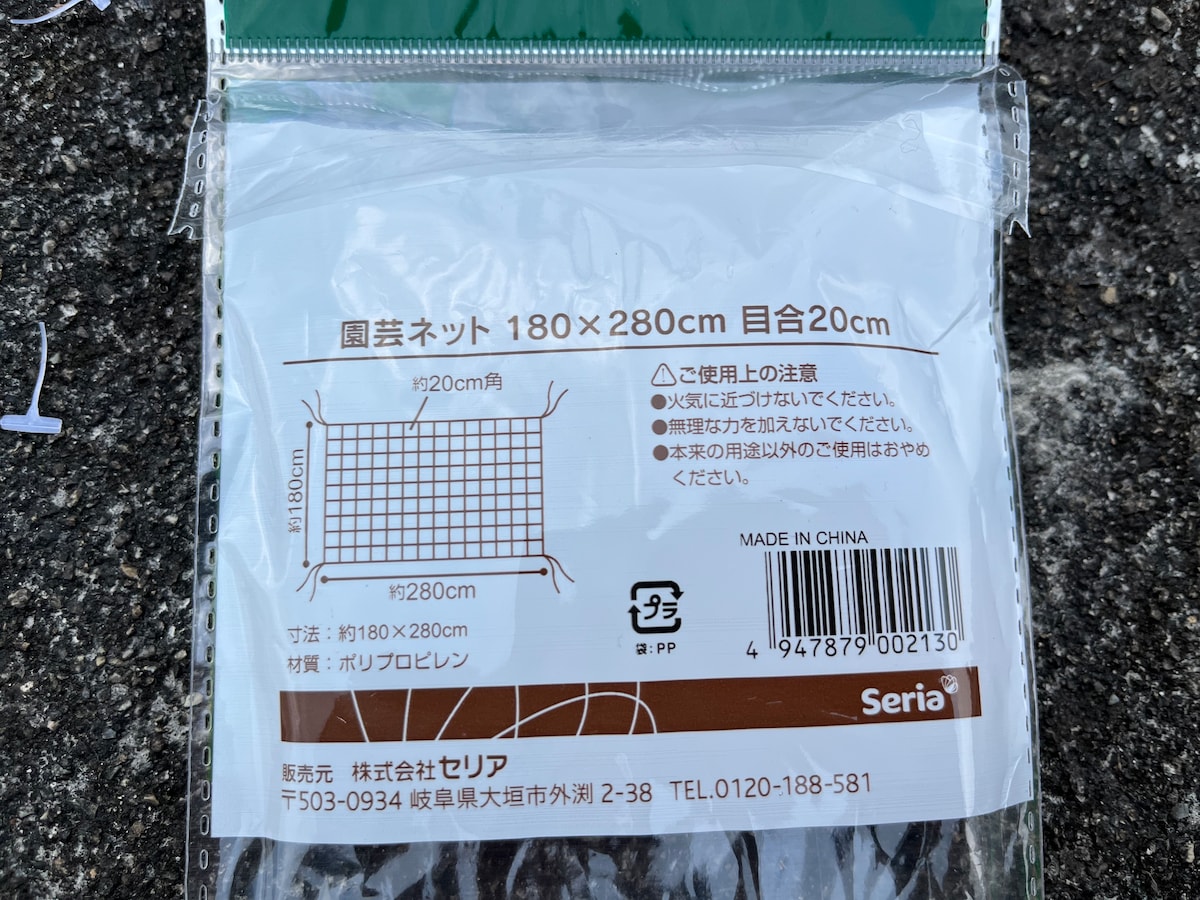 園芸ネット 180×280cm 目合20cm
約20cm角
約180cm
約280cm
寸法：約180×280cm
材質：ポリプロピレン
⚠ご使用上の注意
●火気に近づけないでください。
●無理な力を加えないでください。
●本来の用途以外のご使用はおやめ
ください。
MADE IN CHINA
プラ
袋：PP
4 947879 002130
Seria
販売元 株式会社セリア
〒503-0934 岐阜県大垣市外渕 2-38 TEL.0120-188-581